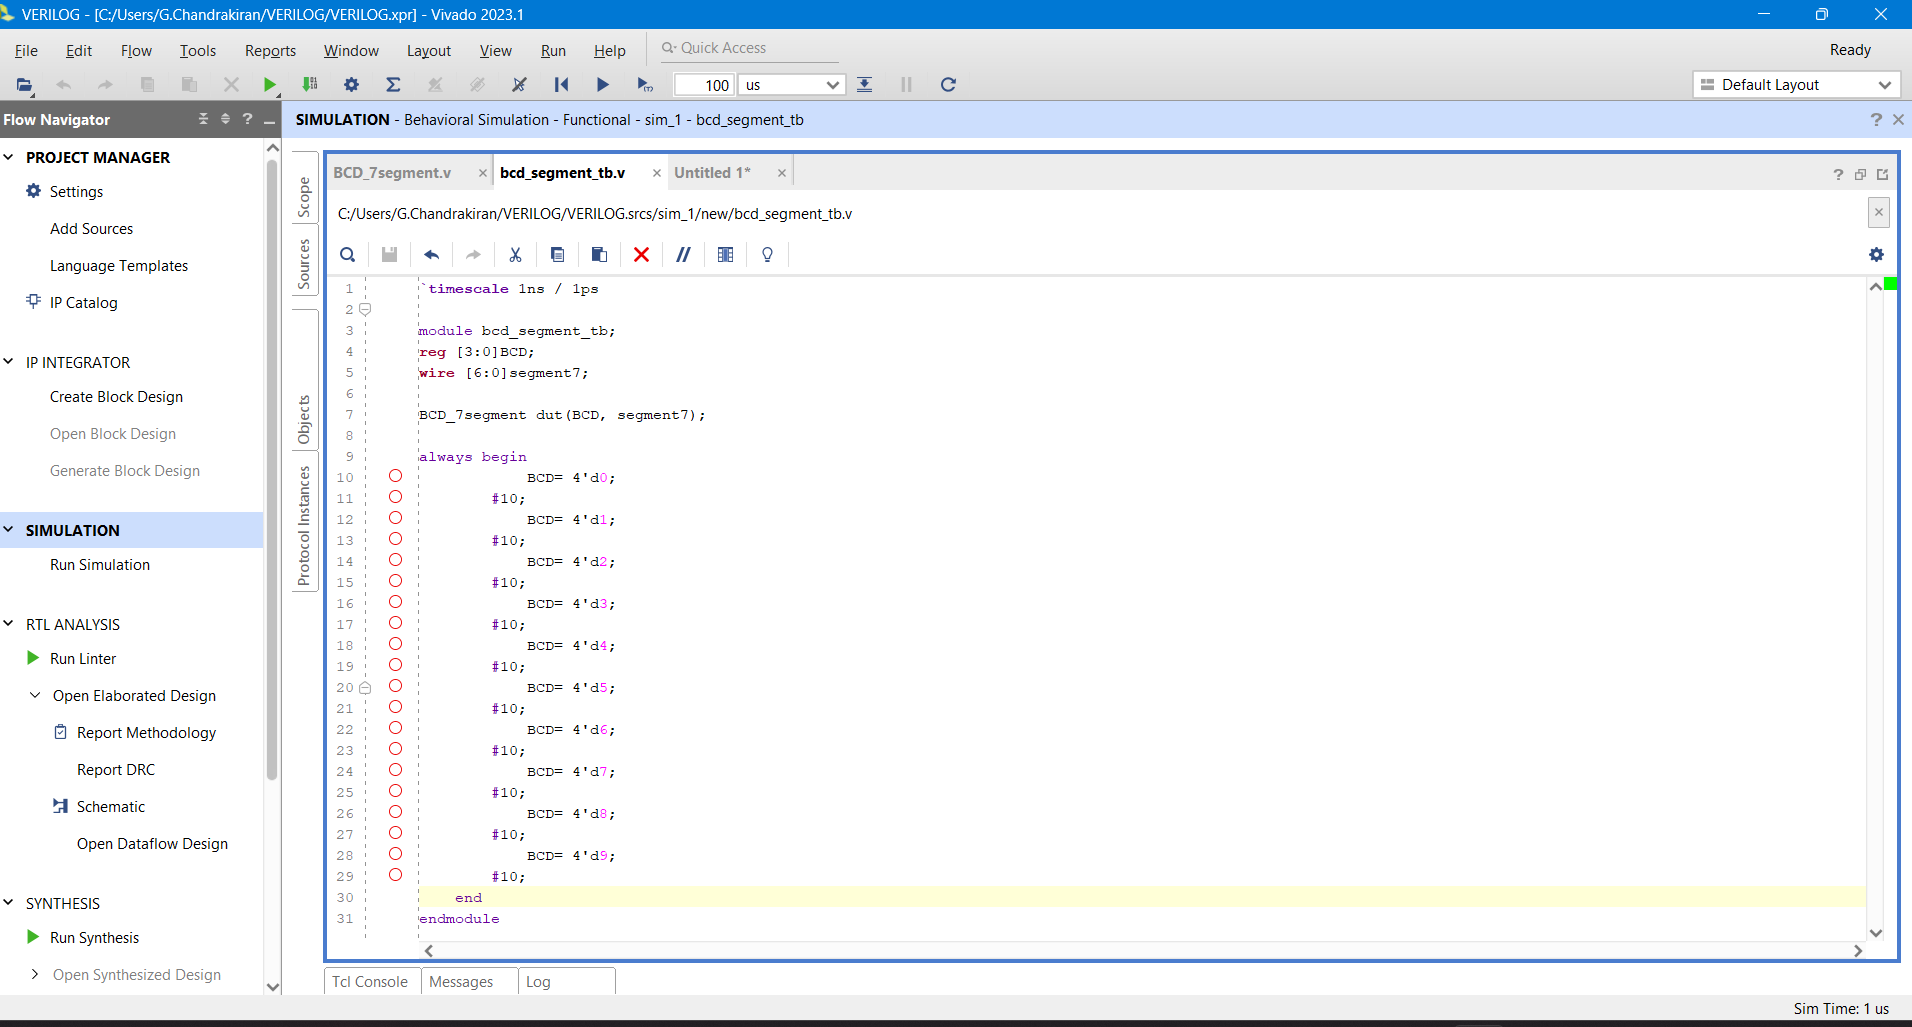 VERILOG - [C:/Users/G.Chandrakiran/VERILOG/VERILOG.xpr] - Vivado 2023.1
File Edit Flow Tools Reports Window Layout View Run Help Quick Access Ready
100 us Default Layout
Flow Navigator
SIMULATION - Behavioral Simulation - Functional - sim_1 - bcd_segment_tb
PROJECT MANAGER
Settings
Add Sources
Language Templates
IP Catalog
IP INTEGRATOR
Create Block Design
Open Block Design
Generate Block Design
SIMULATION
Run Simulation
RTL ANALYSIS
Run Linter
Open Elaborated Design
Report Methodology
Report DRC
Schematic
Open Dataflow Design
SYNTHESIS
Run Synthesis
Open Synthesized Design
Scope
Sources
Objects
Protocol Instances
BCD_7segment.v bcd_segment_tb.v Untitled 1*
C:/Users/G.Chandrakiran/VERILOG/VERILOG.srcs/sim_1/new/bcd_segment_tb.v
1 `timescale 1ns / 1ps
2
3 module bcd_segment_tb;
4 reg [3:0]BCD;
5 wire [6:0]segment7;
6
7 BCD_7segment dut(BCD, segment7);
8
9 always begin
10 BCD= 4'd0;
11 #10;
12 BCD= 4'd1;
13 #10;
14 BCD= 4'd2;
15 #10;
16 BCD= 4'd3;
17 #10;
18 BCD= 4'd4;
19 #10;
20 BCD= 4'd5;
21 #10;
22 BCD= 4'd6;
23 #10;
24 BCD= 4'd7;
25 #10;
26 BCD= 4'd8;
27 #10;
28 BCD= 4'd9;
29 #10;
30 end
31 endmodule
Tcl Console Messages Log
Sim Time: 1 us